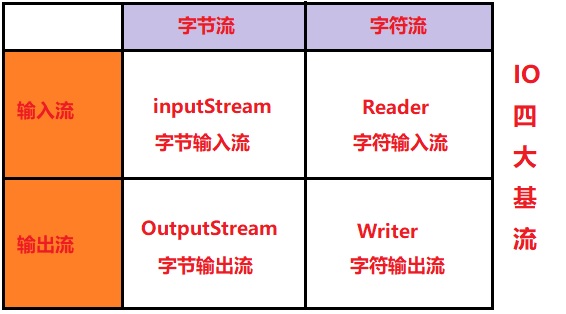 字节流
字符流
输入流
inputStream
字节输入流
Reader
字符输入流
输出流
OutputStream
字节输出流
Writer
字符输出流
IO
四
大
基
流